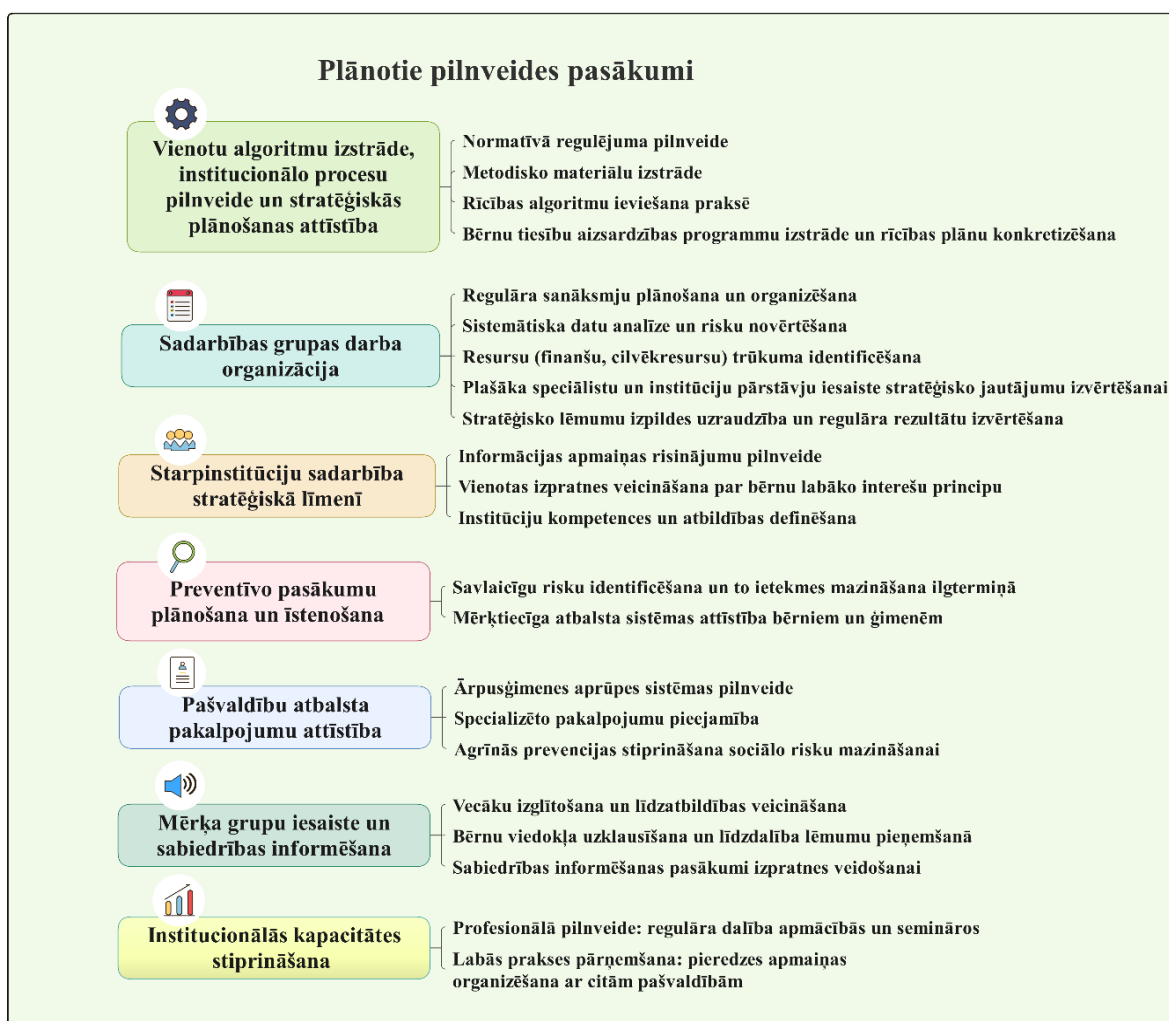 Plānotie pilnveides pasākumi
Vienotu algoritmu izstrāde,
institucionālo procesu
pilnveide un stratēģiskās
plānošanas attīstība
Normatīvā regulējuma pilnveide
Metodisko materiālu izstrāde
Rīcības algoritmu ieviešana praksē
Bērnu tiesību aizsardzības programmu izstrāde un rīcības plānu konkretizēšana
Sadarbības grupas darba
organizācija
Regulāra sanāksmju plānošana un organizēšana
Sistemātiska datu analīze un risku novērtēšana
Resursu (finanšu, cilvēkresursu) trūkuma identificēšana
Plašāka speciālistu un institūciju pārstāvju iesaiste stratēģisko jautājumu izvērtēšanai
Stratēģisko lēmumu izpildes uzraudzība un regulāra rezultātu izvērtēšana
Starpinstitūciju sadarbība
stratēģiskā līmenī
Informācijas apmaiņas risinājumu pilnveide
Vienotas izpratnes veicināšana par bērnu labāko interešu principu
Institūciju kompetences un atbildības definēšana
Preventīvo pasākumu
plānošana un īstenošana
Savlaicīgu risku identificēšana un to ietekmes mazināšana ilgtermiņā
Mērķtiecīga atbalsta sistēmas attīstība bērniem un ģimenēm
Pašvaldību atbalsta
pakalpojumu attīstība
Ārpusģimenes aprūpes sistēmas pilnveide
Specializēto pakalpojumu pieejamība
Agrīnās prevencijas stiprināšana sociālo risku mazināšanai
Mērķa grupu iesaiste un
sabiedrības informēšana
Vecāku izglītošana un līdzatbildības veicināšana
Bērnu viedokļa uzklausīšana un līdzdalība lēmumu pieņemšanā
Sabiedrības informēšanas pasākumi izpratnes veidošanai
Institucionālās kapacitātes
stiprināšana
Profesionālā pilnveide: regulāra dalība apmācībās un semināros
Labās prakses pārņemšana: pieredzes apmaiņas
organizēšana ar citām pašvaldībām